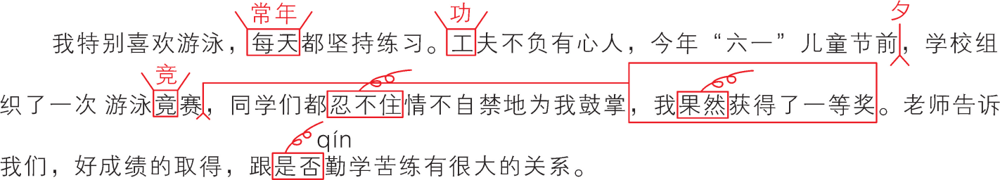 常年 功 夕
我特别喜欢游泳，每天都坚持练习。工夫不负有心人，今年“六一”儿童节前，学校组
竞
织了一次 游泳竟赛，同学们都忍不住情不自禁地为我鼓掌，我果然获得了一等奖。老师告诉
qín
我们，好成绩的取得，跟是否勤学苦练有很大的关系。